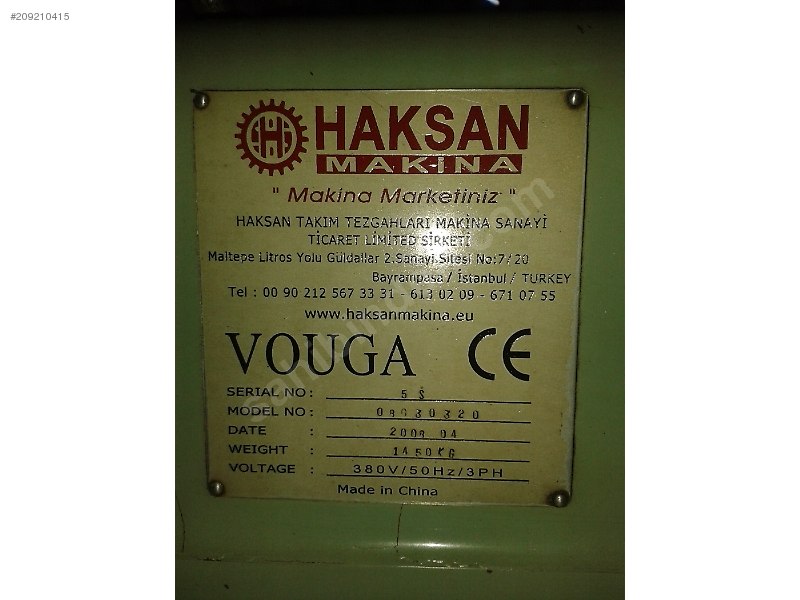 #209210415
HAKSAN
MAKİNA
" Makina Marketiniz "
HAKSAN TAKIM TEZGAHLARI MAKİNA SANAYİ
TİCARET LİMİTED SİRKETİ
Maltepe Litros Yolu Güldallar 2.Sanayi Sitesi No:7/20
Bayrampasa / İstanbul / TURKEY
Tel : 00 90 212 567 33 31 - 613 02 09 - 671 07 55
www.haksanmakina.eu
VOUGA CE
SERIAL NO :
MODEL NO :
DATE :
WEIGHT : 1450KG
VOLTAGE : 380V/50Hz/3PH
Made in China